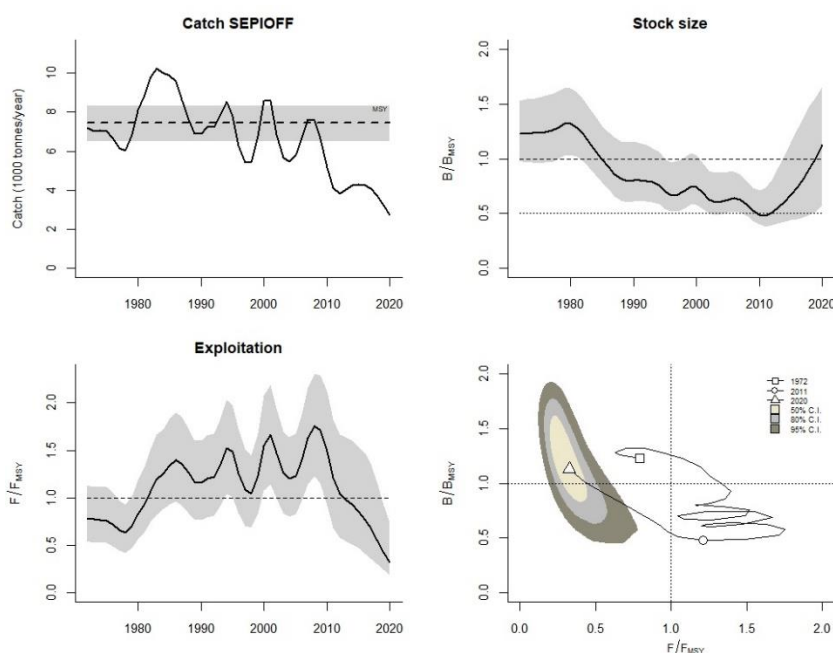 Catch SEPIOFF
Catch (1000 tonnes/year)
0 2 4 6 8 10
MSY
1980 1990 2000 2010 2020
Stock size
B/B_MSY
0.0 0.5 1.0 1.5 2.0
1980 1990 2000 2010 2020
Exploitation
F/F_MSY
0.0 0.5 1.0 1.5 2.0
1980 1990 2000 2010 2020
B/B_MSY
0.0 0.5 1.0 1.5 2.0
1972
2011
2020
50% C.I.
80% C.I.
95% C.I.
0.0 0.5 1.0 1.5 2.0
F/F_MSY